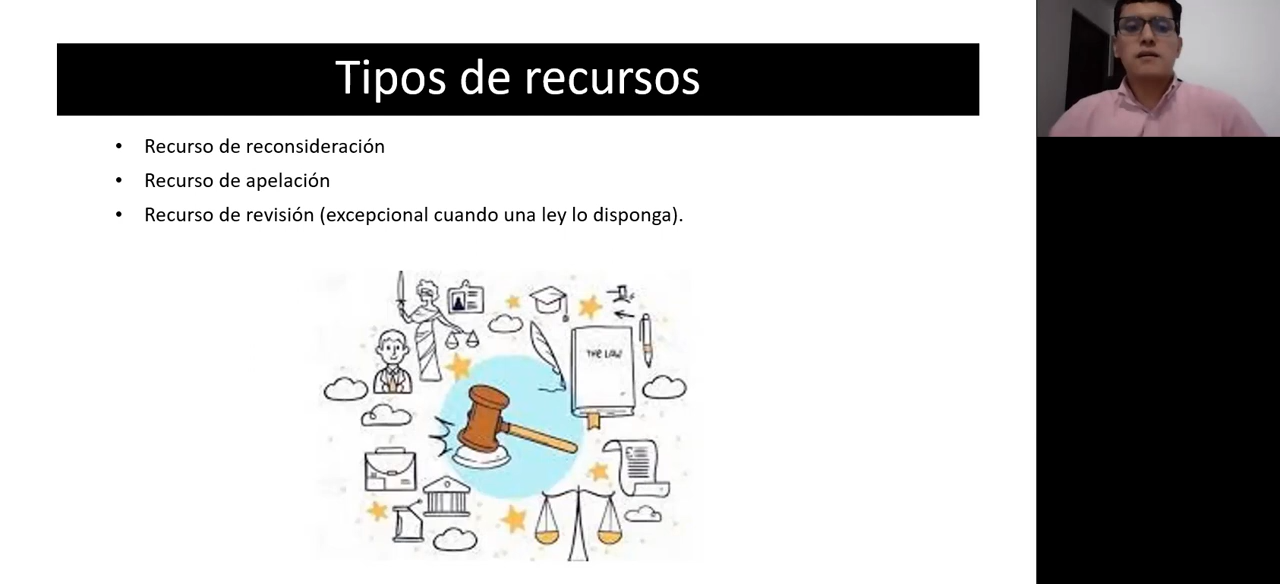 Tipos de recursos
• Recurso de reconsideración
• Recurso de apelación
• Recurso de revisión (excepcional cuando una ley lo disponga).
THE LAW